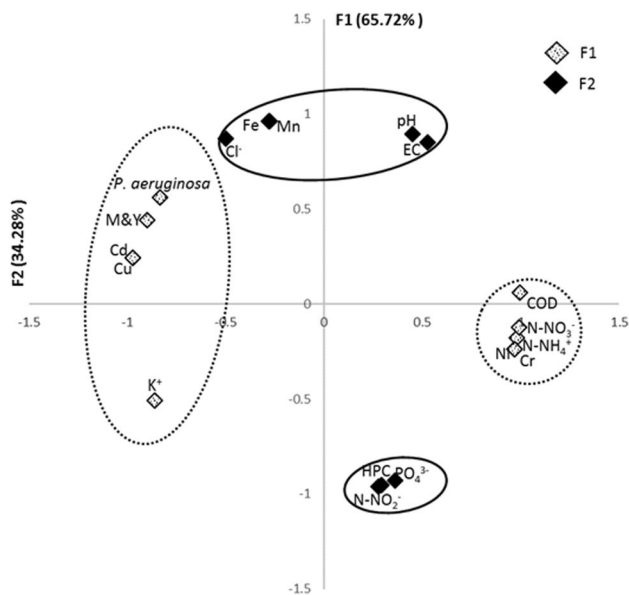 1.5
F1 (65.72%)
F1
F2
1
Fe Mn
pH
EC
Cl⁻
P. aeruginosa
0.5
M&Y
Cd
Cu
F2 (34.28%)
0
-1.5 -1 -0.5 0 0.5 1 1.5
COD
N-NO₃⁻
N-NH₄⁺
Ni
Cr
K⁺
-0.5
HPC PO₄³⁻
-1
N-NO₂⁻
-1.5